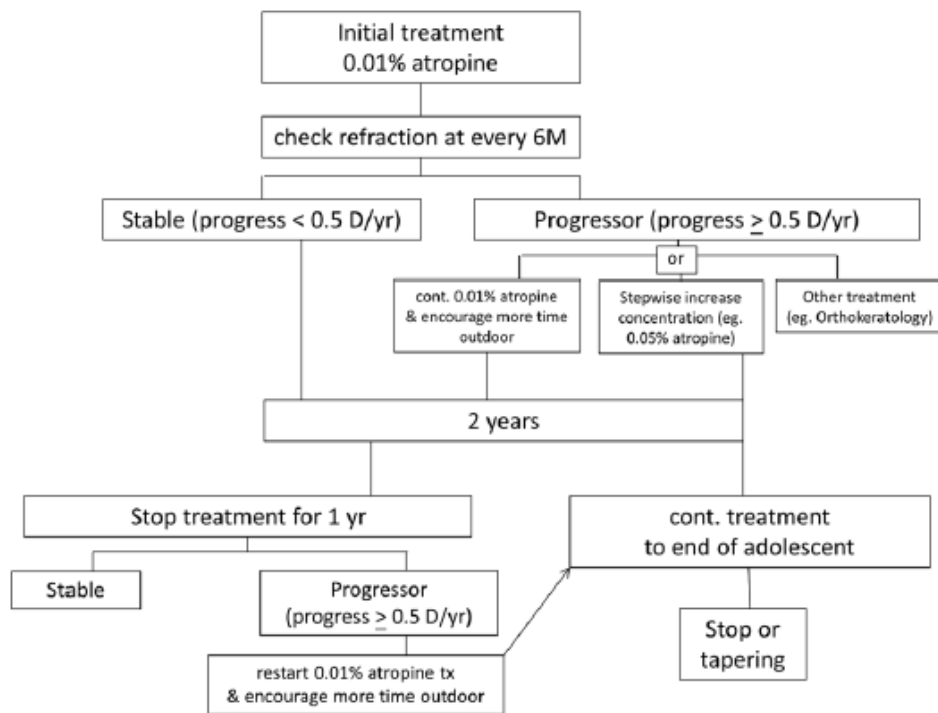 Initial treatment
0.01% atropine
check refraction at every 6M
Stable (progress < 0.5 D/yr)
Progressor (progress ≥ 0.5 D/yr)
or
cont. 0.01% atropine
& encourage more time
outdoor
Stepwise increase
concentration (eg.
0.05% atropine)
Other treatment
(eg. Orthokeratology)
2 years
Stop treatment for 1 yr
cont. treatment
to end of adolescent
Stable
Progressor
(progress ≥ 0.5 D/yr)
Stop or
tapering
restart 0.01% atropine tx
& encourage more time outdoor